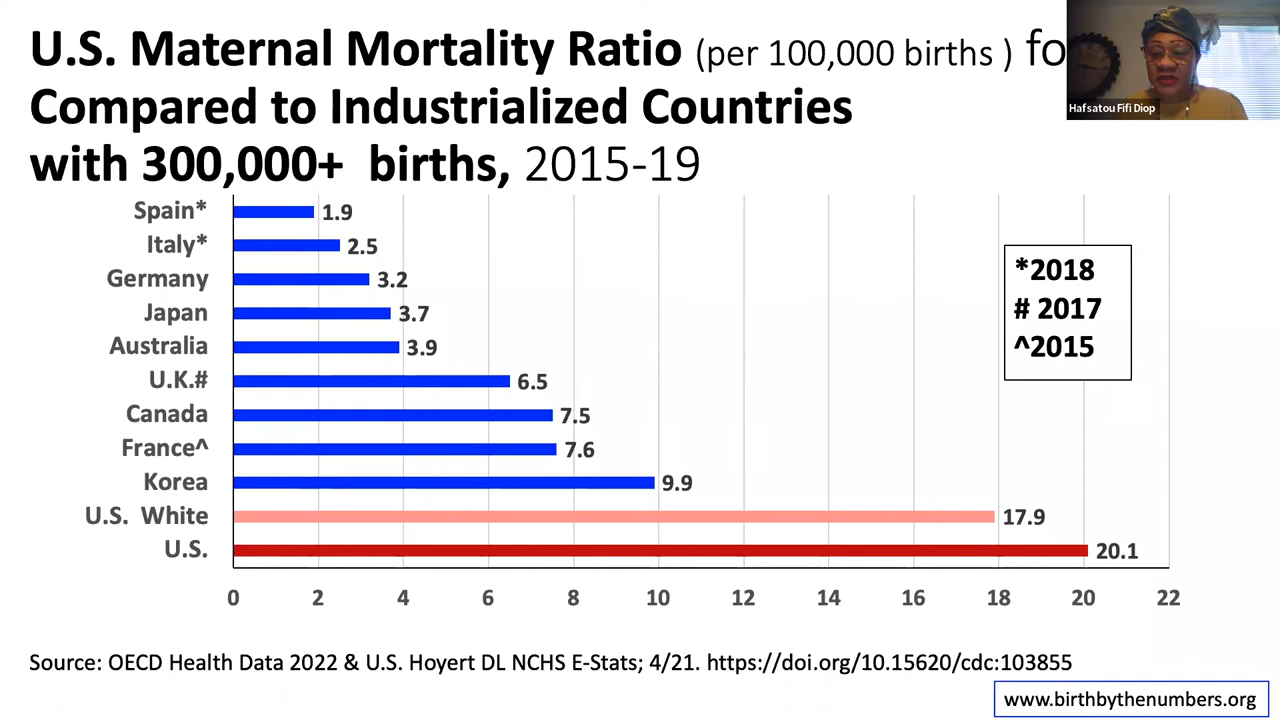 U.S. Maternal Mortality Ratio (per 100,000 births ) fo
Compared to Industrialized Countries
with 300,000+ births, 2015-19
Hafsatou Fifi Diop
Spain* 1.9
Italy* 2.5
Germany 3.2
Japan 3.7
Australia 3.9
U.K.# 6.5
Canada 7.5
France^ 7.6
Korea 9.9
U.S. White 17.9
U.S. 20.1
*2018
# 2017
^2015
0 2 4 6 8 10 12 14 16 18 20 22
Source: OECD Health Data 2022 & U.S. Hoyert DL NCHS E-Stats; 4/21. https://doi.org/10.15620/cdc:103855
www.birthbythenumbers.org